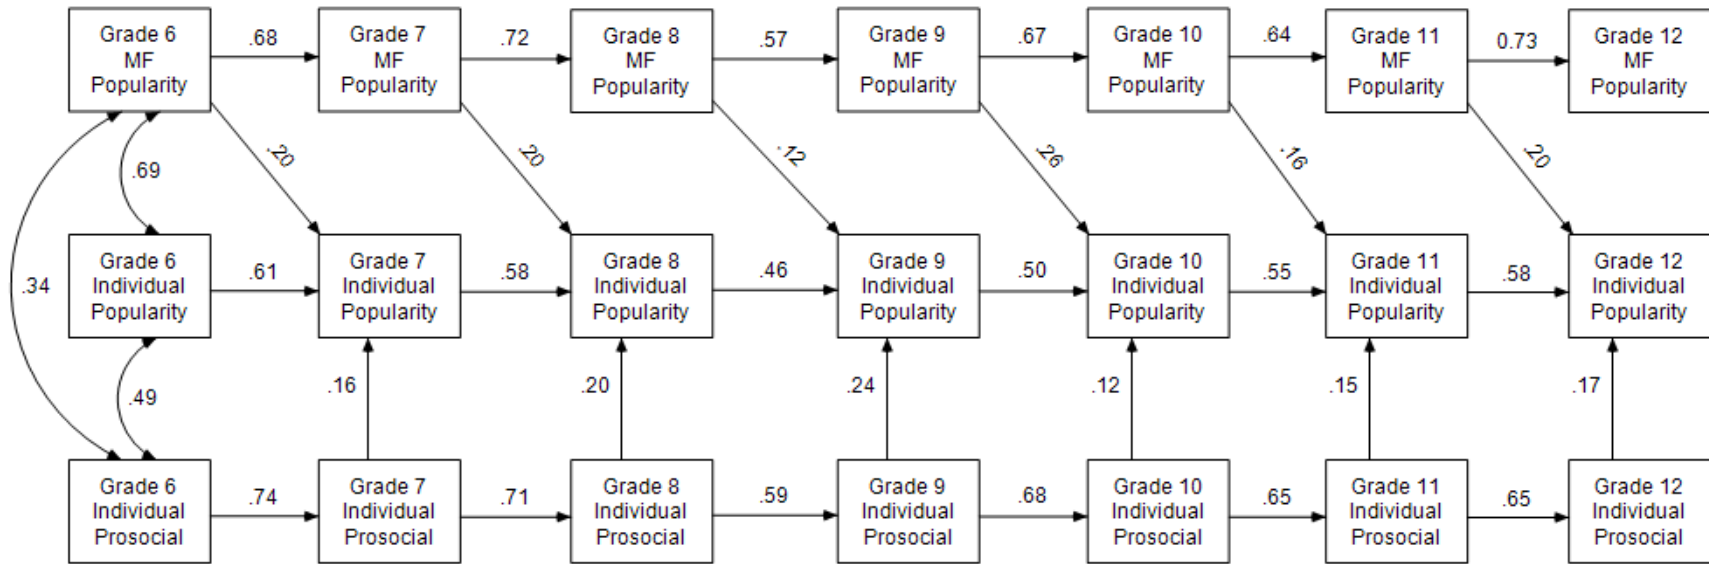 Grade 6
MF
Popularity
.68
Grade 7
MF
Popularity
.72
Grade 8
MF
Popularity
.57
Grade 9
MF
Popularity
.67
Grade 10
MF
Popularity
.64
Grade 11
MF
Popularity
0.73
Grade 12
MF
Popularity
.69
.20
.20
.12
.26
.16
.20
.34
Grade 6
Individual
Popularity
.61
Grade 7
Individual
Popularity
.58
Grade 8
Individual
Popularity
.46
Grade 9
Individual
Popularity
.50
Grade 10
Individual
Popularity
.55
Grade 11
Individual
Popularity
.58
Grade 12
Individual
Popularity
.49
.16
.20
.24
.12
.15
.17
Grade 6
Individual
Prosocial
.74
Grade 7
Individual
Prosocial
.71
Grade 8
Individual
Prosocial
.59
Grade 9
Individual
Prosocial
.68
Grade 10
Individual
Prosocial
.65
Grade 11
Individual
Prosocial
.65
Grade 12
Individual
Prosocial